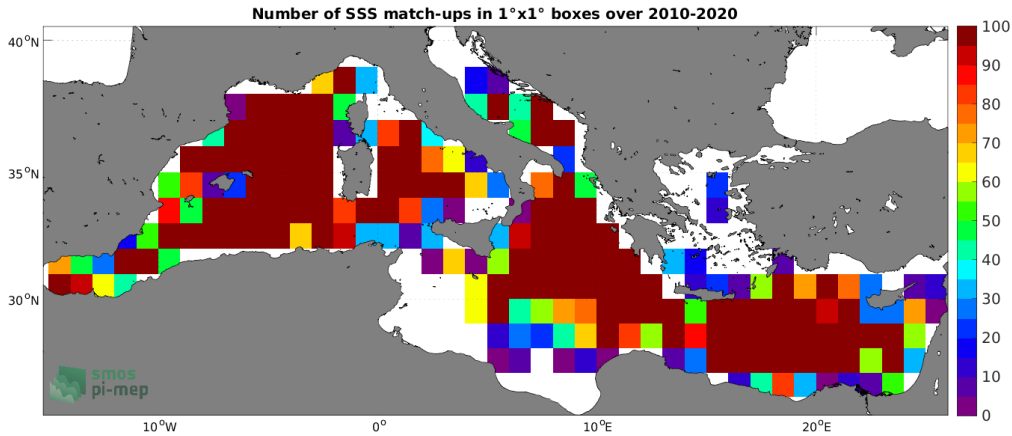 Number of SSS match-ups in 1°x1° boxes over 2010-2020
40°N
35°N
30°N
10°W
0°
10°E
20°E
100
90
80
70
60
50
40
30
20
10
0
smos
pi-mep